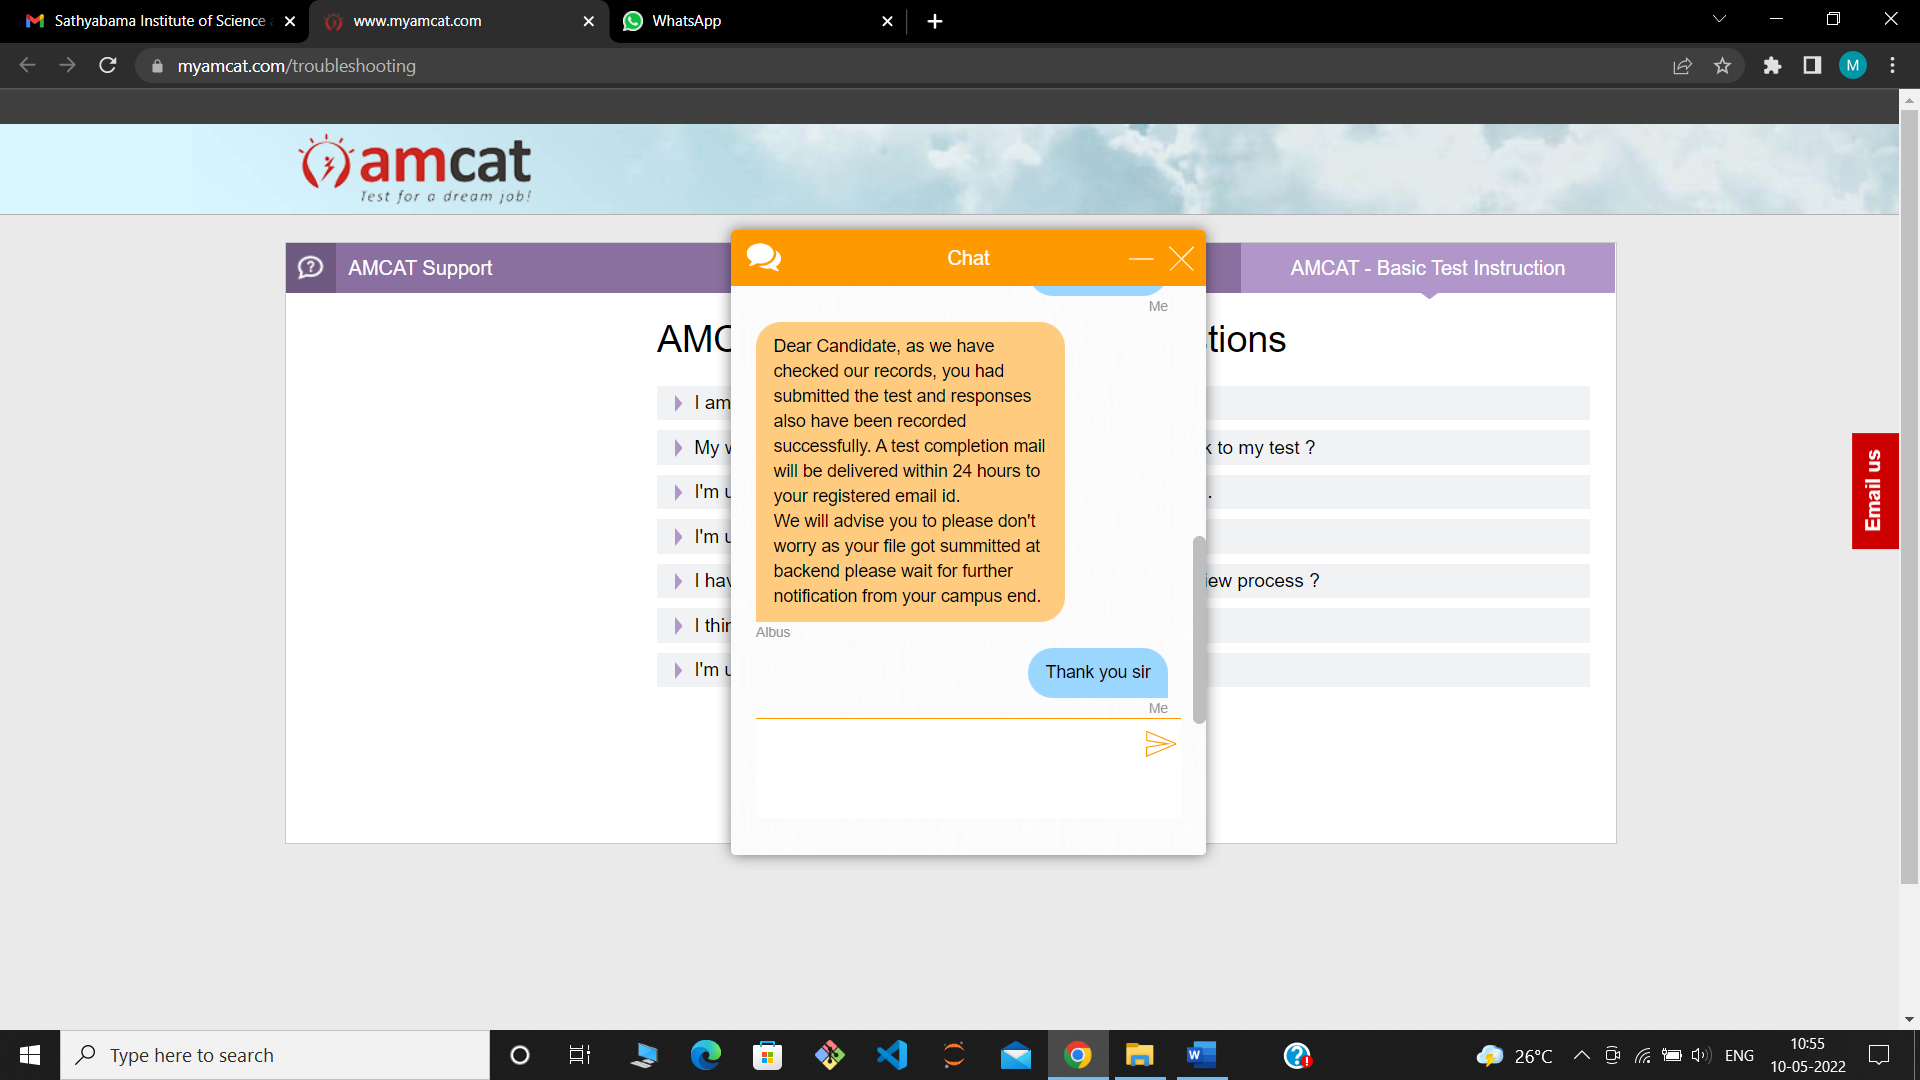 Sathyabama Institute of Science
www.myamcat.com
WhatsApp
myamcat.com/troubleshooting
M
amcat
Test for a dream job!
AMCAT Support
AMCAT - Basic Test Instruction
AMC
tions
I am
My
k to my test ?
I'm u
.
I'm u
I hav
iew process ?
I thin
I'm u
Email us
Chat
Me
Dear Candidate, as we have
checked our records, you had
submitted the test and responses
also have been recorded
successfully. A test completion mail
will be delivered within 24 hours to
your registered email id.
We will advise you to please don't
worry as your file got summitted at
backend please wait for further
notification from your campus end.
Albus
Thank you sir
Me
Type here to search
26°C
ENG
10:55
10-05-2022